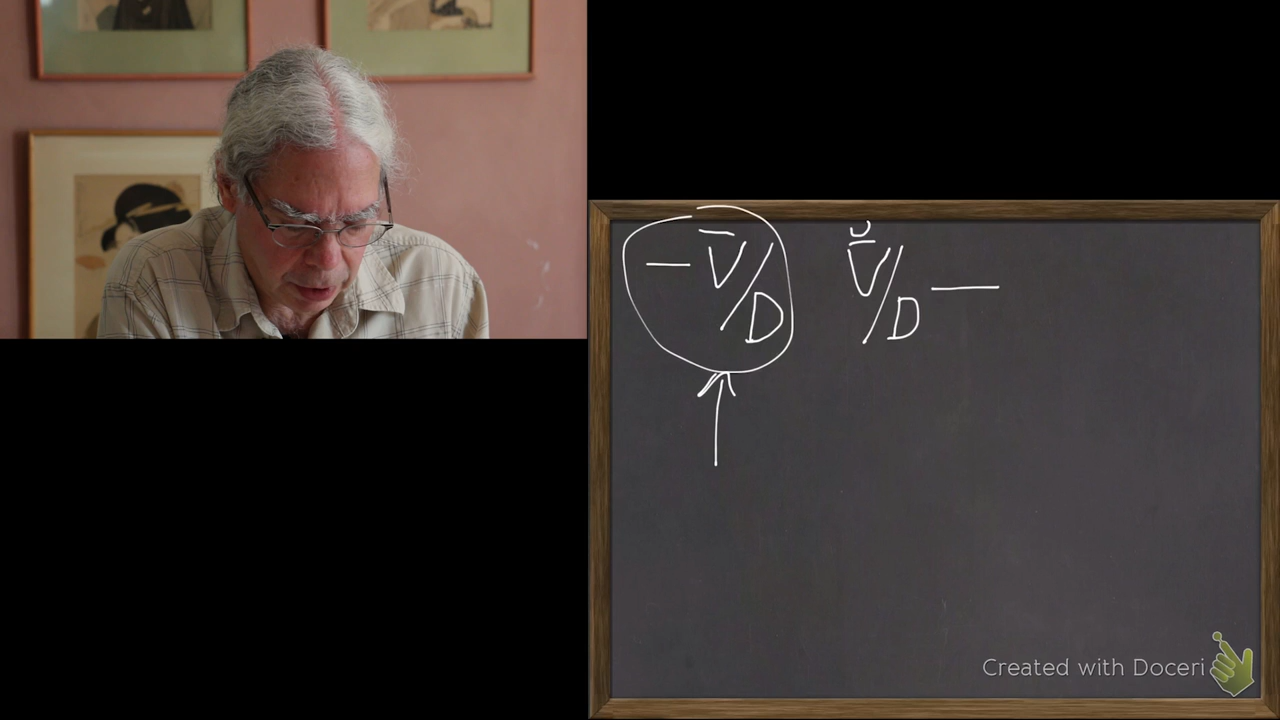 — V̄/D V̄̆/D —
Created with Doceri